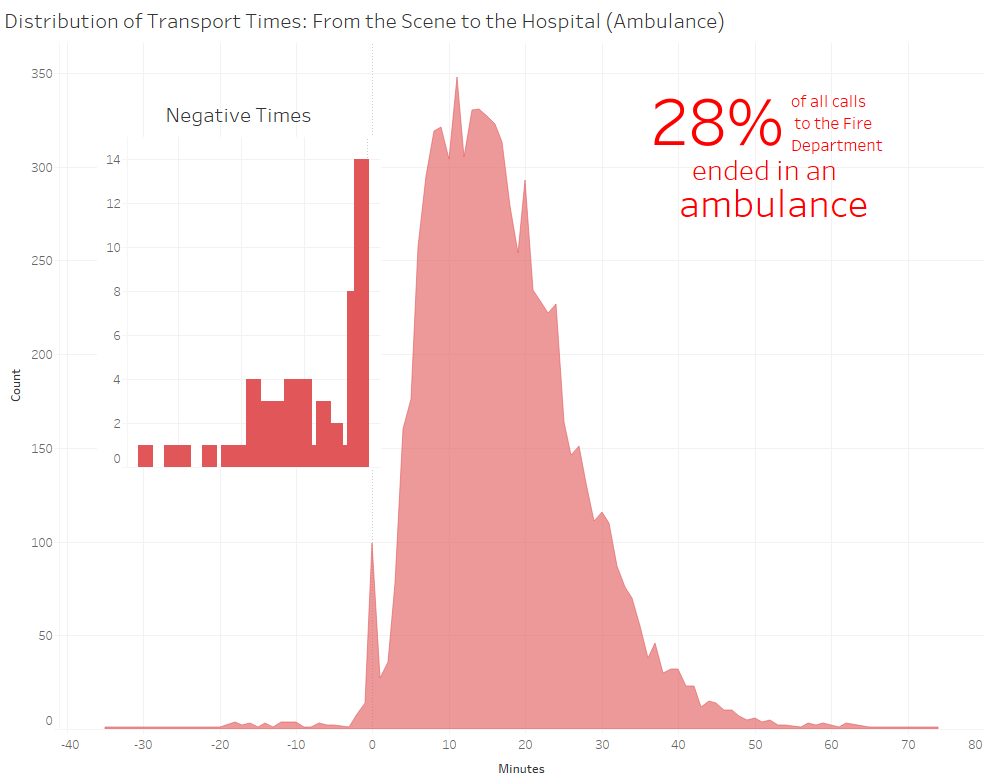 Distribution of Transport Times: From the Scene to the Hospital (Ambulance)
350
300
250
200
150
100
50
0
Count
Negative Times
14
12
10
8
6
4
2
0
28% of all calls
to the Fire
Department
ended in an
ambulance
-40 -30 -20 -10 0 10 20 30 40 50 60 70 80
Minutes